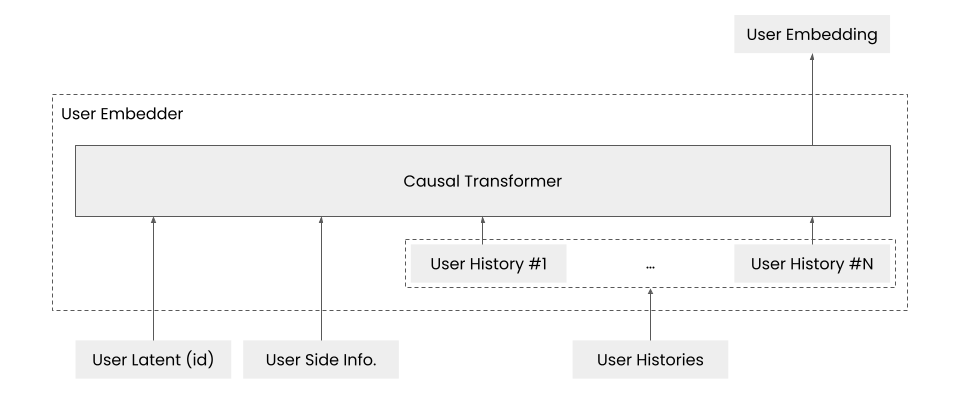 User Embedding
User Embedder
Causal Transformer
User History #1
...
User History #N
User Latent (id)
User Side Info.
User Histories